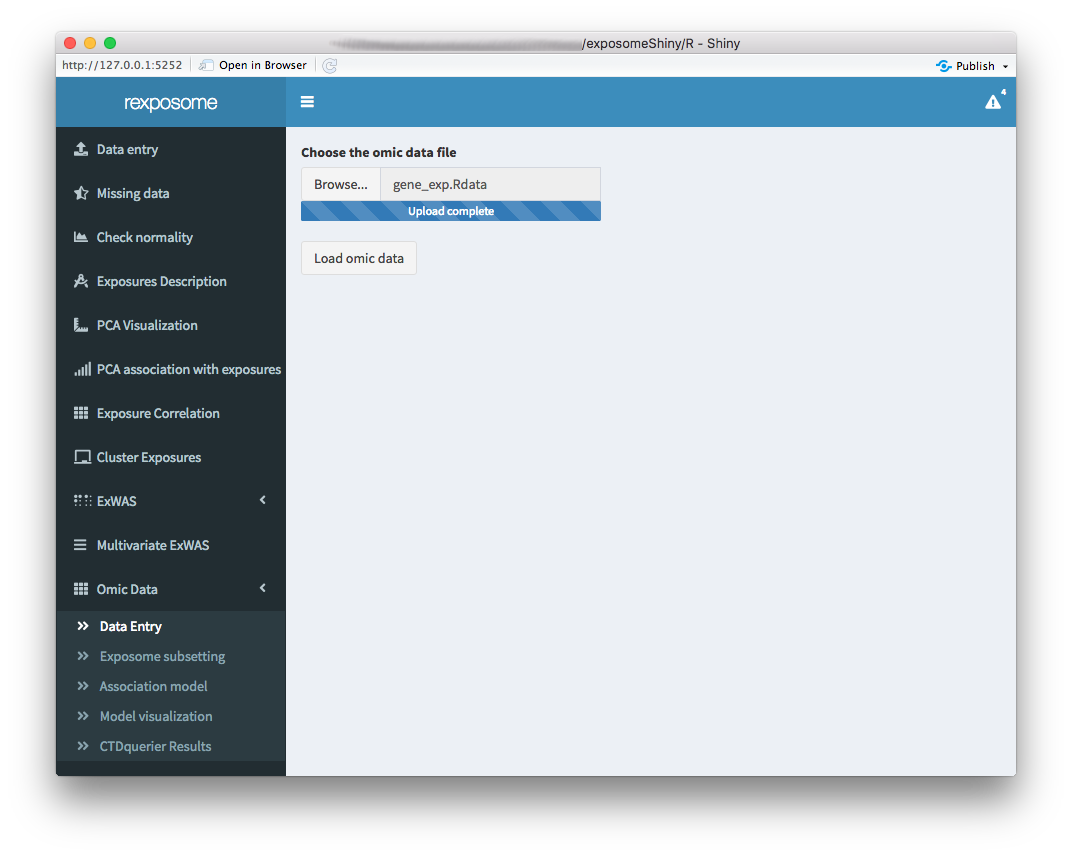 /exposomeShiny/R - Shiny
http://127.0.0.1:5252 Open in Browser Publish
rexposome 4
Data entry
Missing data
Check normality
Exposures Description
PCA Visualization
PCA association with exposures
Exposure Correlation
Cluster Exposures
ExWAS
Multivariate ExWAS
Omic Data
Data Entry
Exposome subsetting
Association model
Model visualization
CTDquerier Results
Choose the omic data file
Browse... gene_exp.Rdata
Upload complete
Load omic data